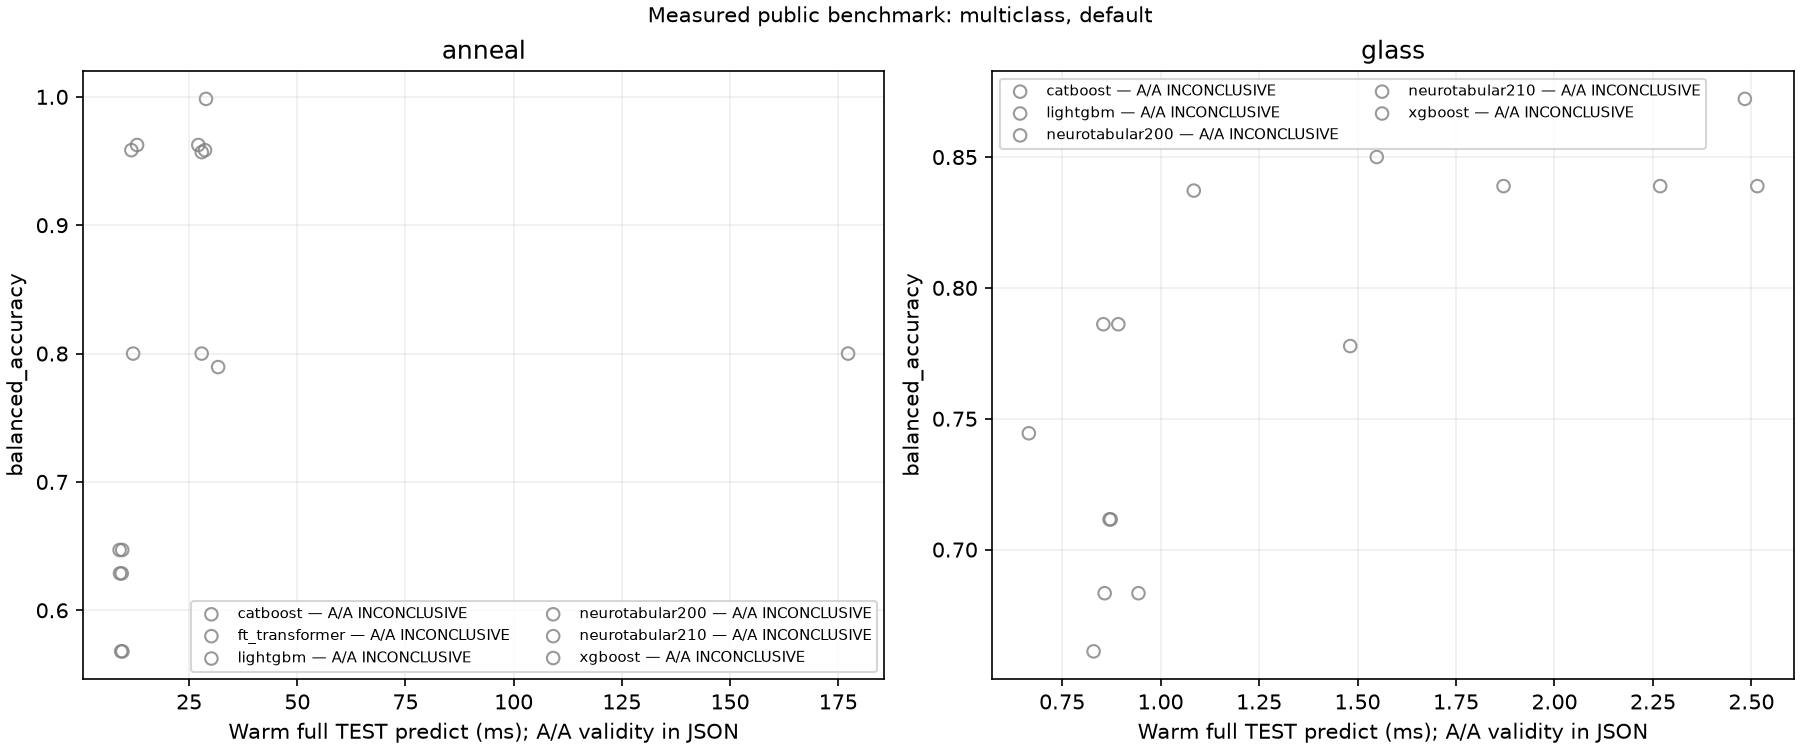 Measured public benchmark: multiclass, default
anneal
1.0
0.9
0.8
0.7
0.6
balanced_accuracy
catboost — A/A INCONCLUSIVE
ft_transformer — A/A INCONCLUSIVE
lightgbm — A/A INCONCLUSIVE
neurotabular200 — A/A INCONCLUSIVE
neurotabular210 — A/A INCONCLUSIVE
xgboost — A/A INCONCLUSIVE
25 50 75 100 125 150 175
Warm full TEST predict (ms); A/A validity in JSON
glass
catboost — A/A INCONCLUSIVE
lightgbm — A/A INCONCLUSIVE
neurotabular200 — A/A INCONCLUSIVE
neurotabular210 — A/A INCONCLUSIVE
xgboost — A/A INCONCLUSIVE
0.85
0.80
0.75
0.70
balanced_accuracy
0.75 1.00 1.25 1.50 1.75 2.00 2.25 2.50
Warm full TEST predict (ms); A/A validity in JSON